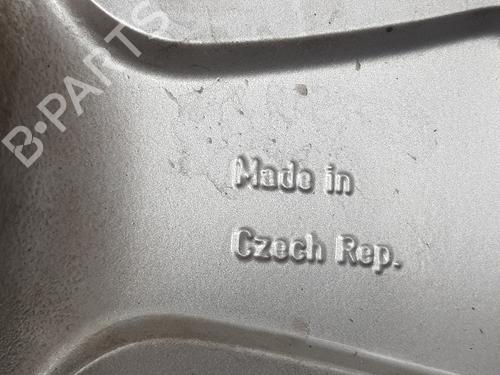 B-PARTS
Made in
Czech Rep.